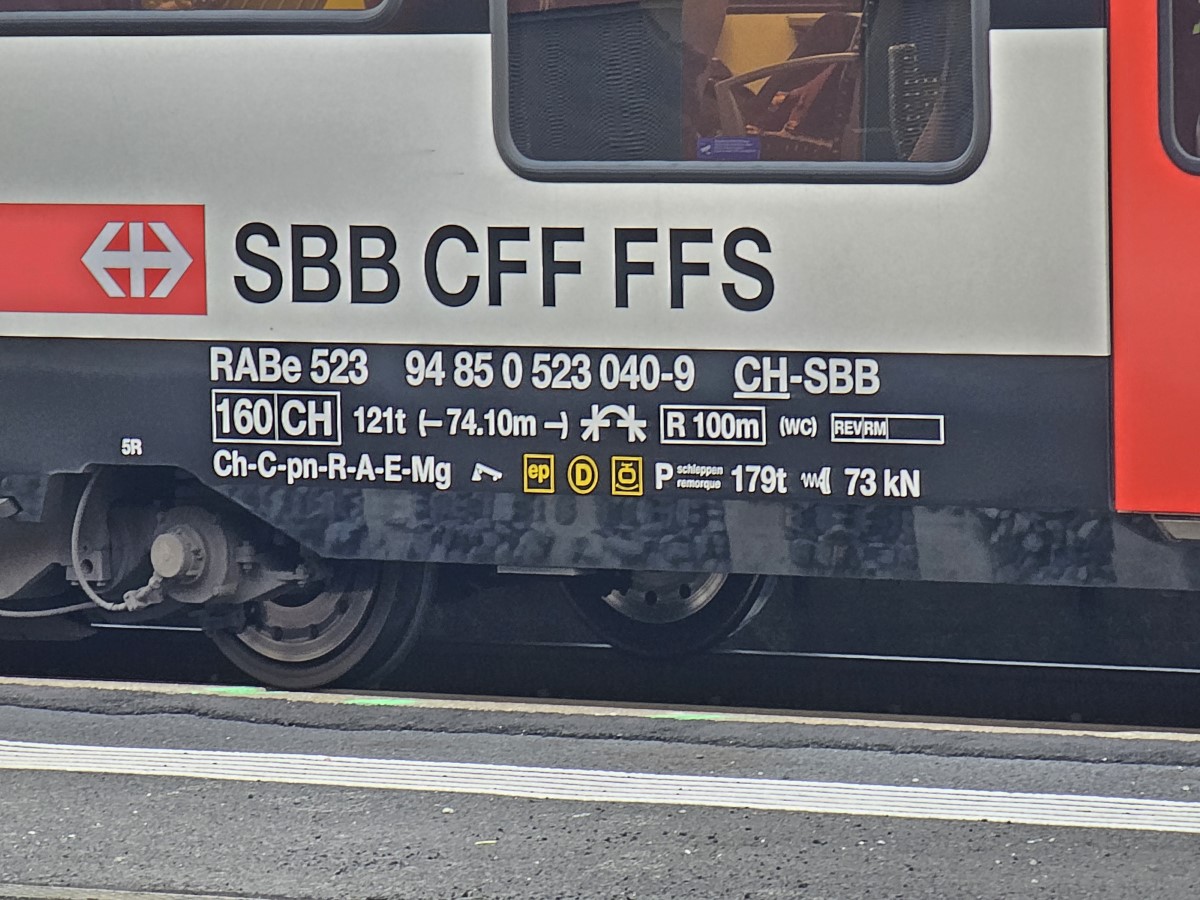 SBB CFF FFS
RABe 523 94 85 0 523 040-9 CH-SBB
160 CH 121t (–74.10m –) R 100m (WC) REV RM
5R
Ch-C-pn-R-A-E-Mg ep D P schleppen remorque 179t 73 kN